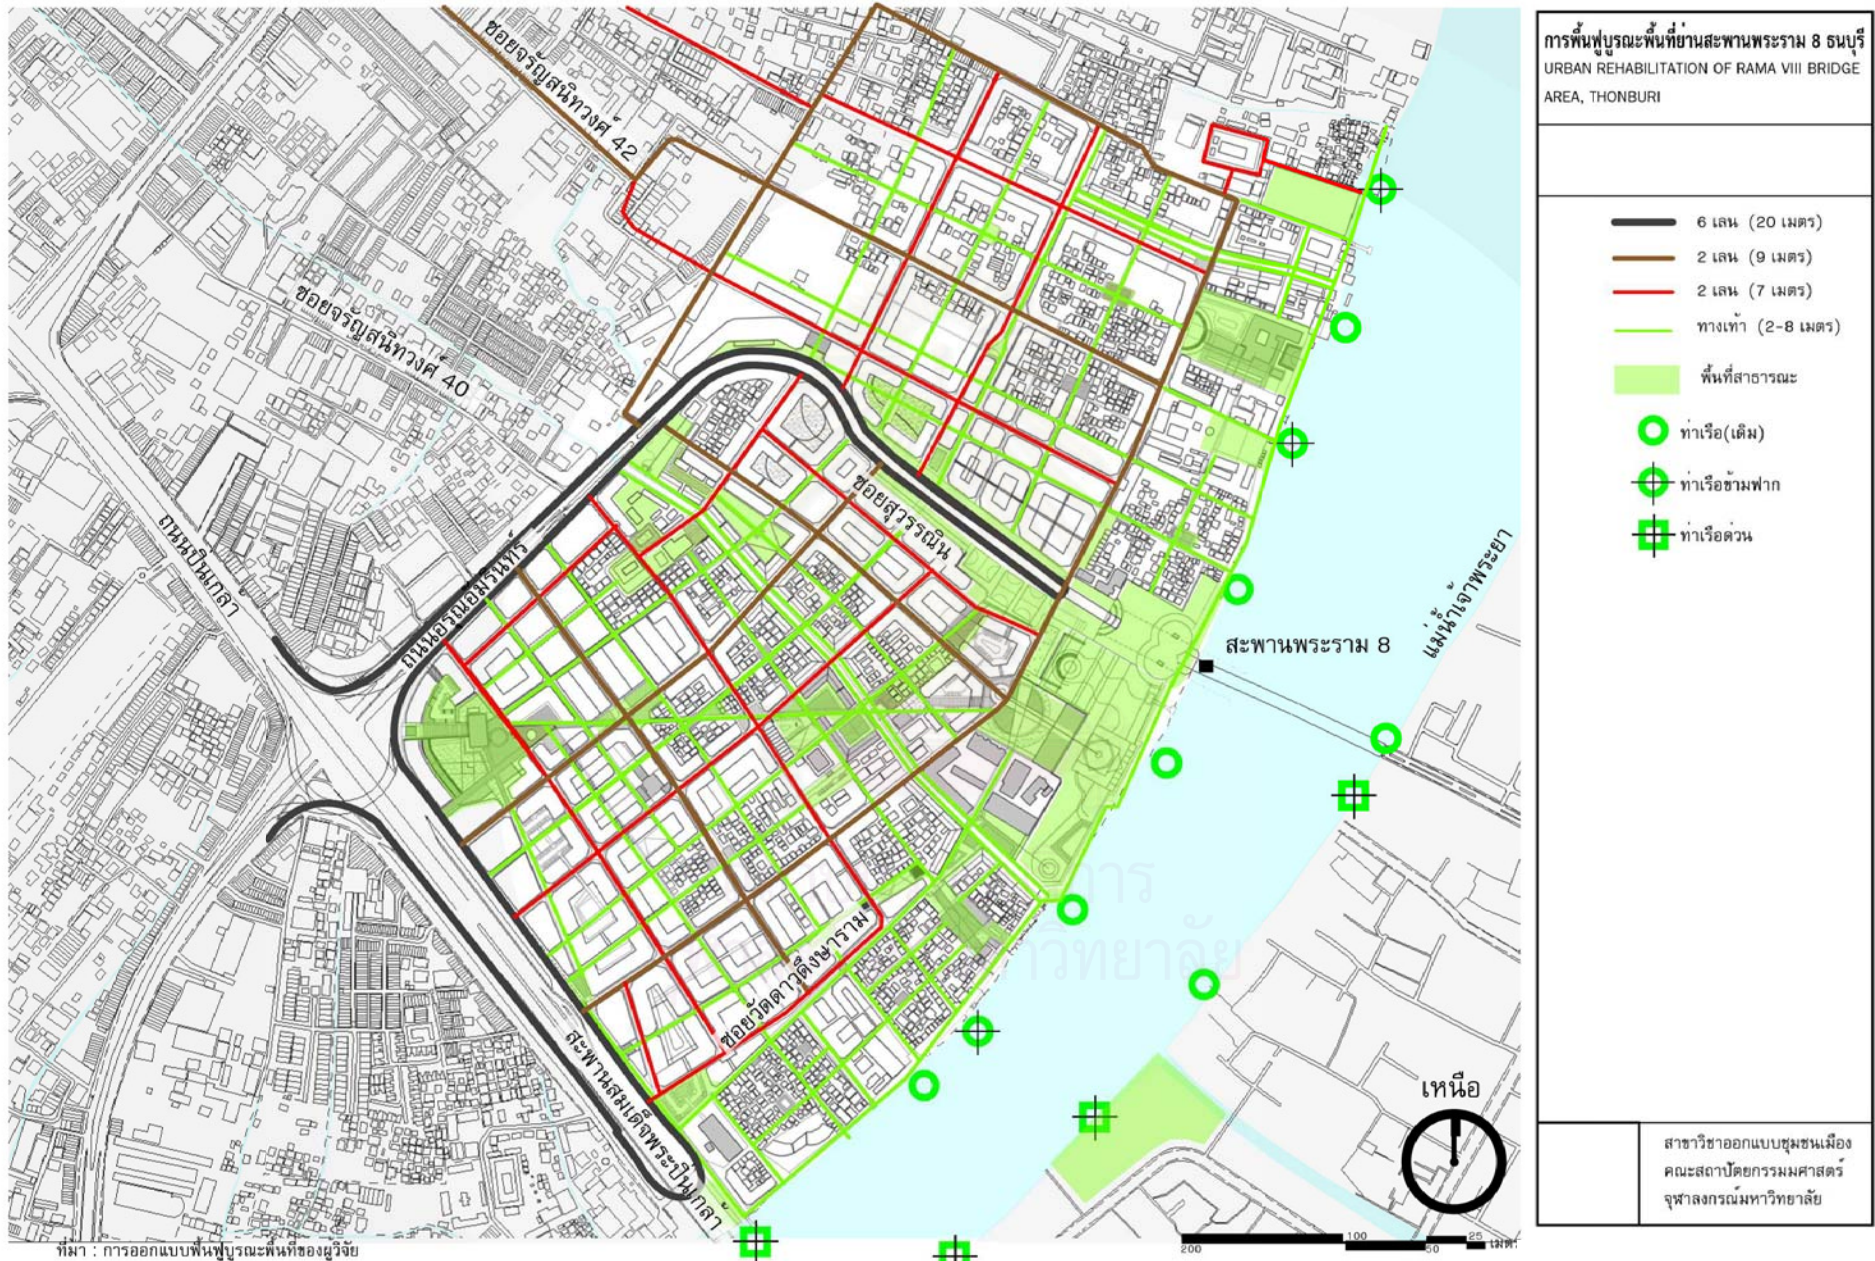 การฟื้นฟูบูรณะพื้นที่ย่านสะพานพระราม 8 ธนบุรี
URBAN REHABILITATION OF RAMA VIII BRIDGE
AREA, THONBURI
6 เลน (20 เมตร)
2 เลน (9 เมตร)
2 เลน (7 เมตร)
ทางเท้า (2-8 เมตร)
พื้นที่สาธารณะ
ท่าเรือ(เดิม)
ท่าเรือข้ามฟาก
ท่าเรือด่วน
ซอยจรัญสนิทวงศ์ 42
ซอยจรัญสนิทวงศ์ 40
ถนนปิ่นเกล้า
ถนนอรุณอมรินทร์
ซอยสุวรรณิน
แม่น้ำเจ้าพระยา
สะพานพระราม 8
ซอยวัดดาวดึงษาราม
สะพานสมเด็จพระปิ่นเกล้า
เหนือ
200
100
50
25
เมตร
ที่มา : การออกแบบฟื้นฟูบูรณะพื้นที่ของผู้วิจัย
สาขาวิชาออกแบบชุมชนเมือง
คณะสถาปัตยกรรมมศาสตร์
จุฬาลงกรณ์มหาวิทยาลัย